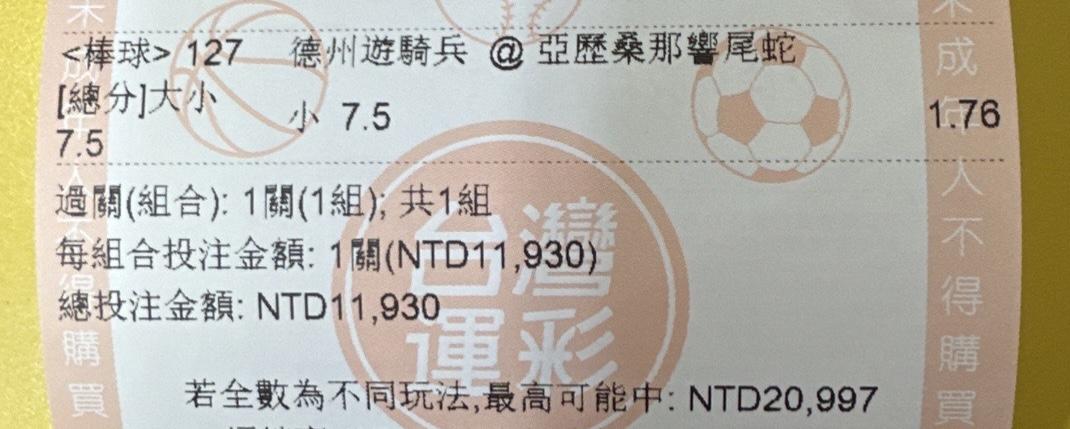 <棒球> 127 德州遊騎兵 @ 亞歷桑那響尾蛇
[總分]大小 小 7.5 1.76
7.5
過關(組合): 1關(1組); 共1組
每組合投注金額: 1關(NTD11,930)
總投注金額: NTD11,930
台灣
運彩
若全數為不同玩法,最高可能中: NTD20,997
未成年人不得購買
未成年人不得購買